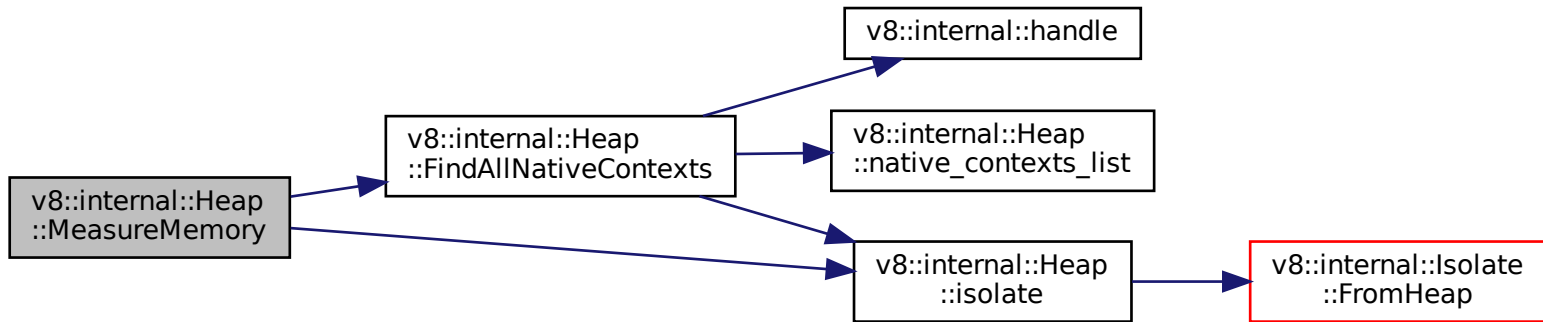 v8::internal::handle
v8::internal::Heap
::FindAllNativeContexts
v8::internal::Heap
::native_contexts_list
v8::internal::Heap
::MeasureMemory
v8::internal::Heap
::isolate
v8::internal::Isolate
::FromHeap